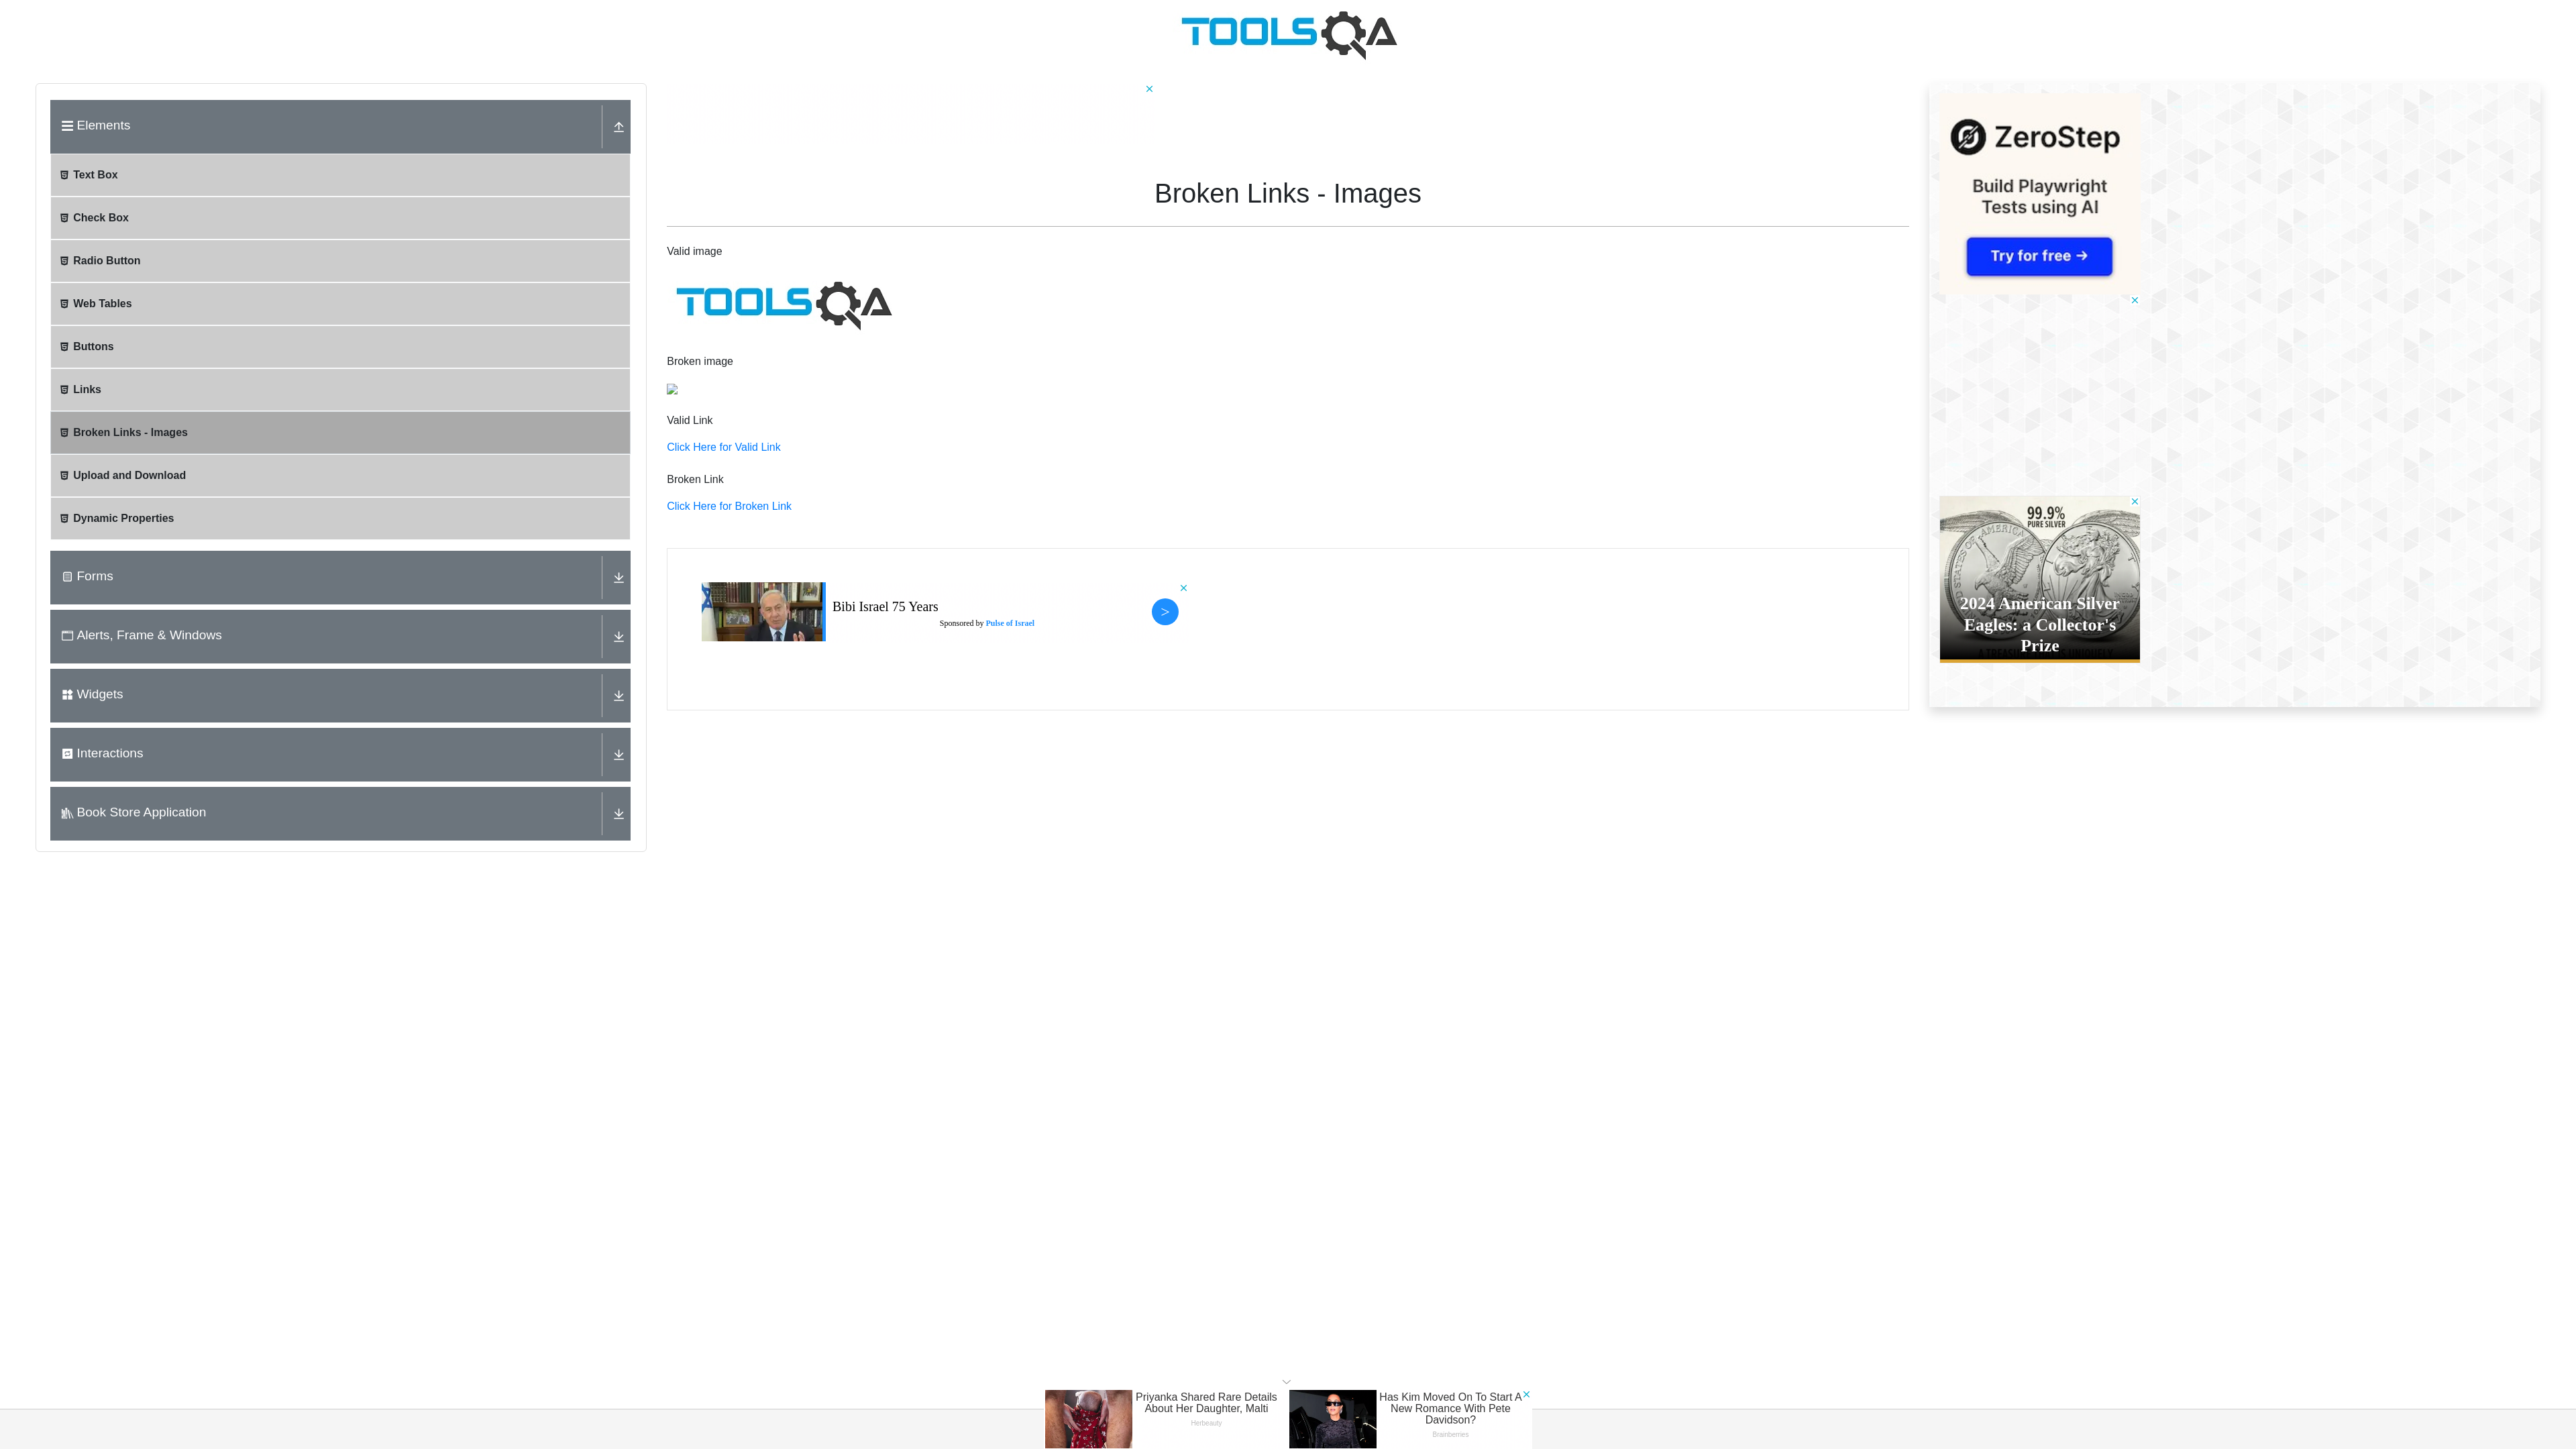 TOOLSQA
Elements
Text Box
Check Box
Radio Button
Web Tables
Buttons
Links
Broken Links - Images
Upload and Download
Dynamic Properties
Forms
Alerts, Frame & Windows
Widgets
Interactions
Book Store Application
Broken Links - Images
Valid image
TOOLSQA
Broken image
Valid Link
Click Here for Valid Link
Broken Link
Click Here for Broken Link
Bibi Israel 75 Years
Sponsored by Pulse of Israel
>
ZeroStep
Build Playwright
Tests using AI
Try for free →
99.9%
PURE SILVER
2024 American Silver
Eagles: a Collector's
Prize
Priyanka Shared Rare Details
About Her Daughter, Malti
Herbeauty
Has Kim Moved On To Start A
New Romance With Pete
Davidson?
Brainberries